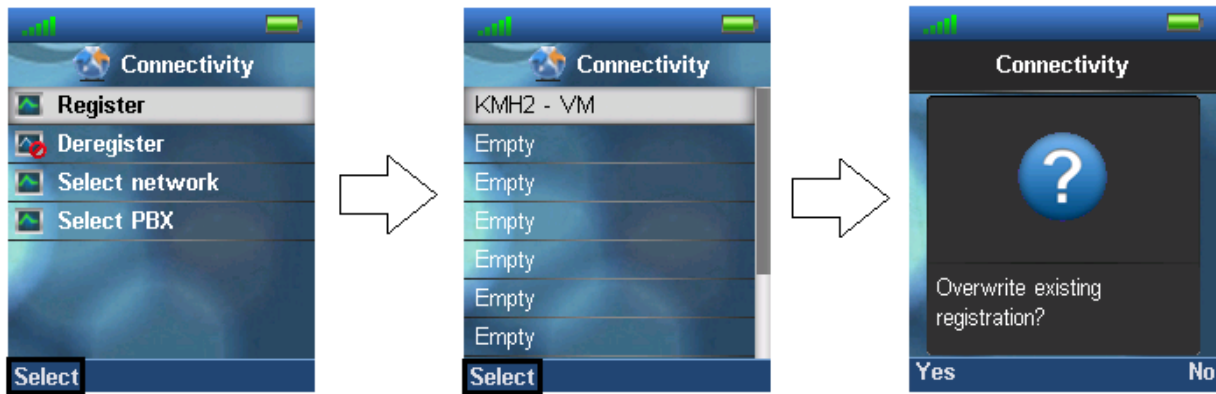 Connectivity
Register
Deregister
Select network
Select PBX
Select
Connectivity
KMH2 - VM
Empty
Empty
Empty
Empty
Empty
Empty
Select
Connectivity
Overwrite existing
registration?
Yes
No